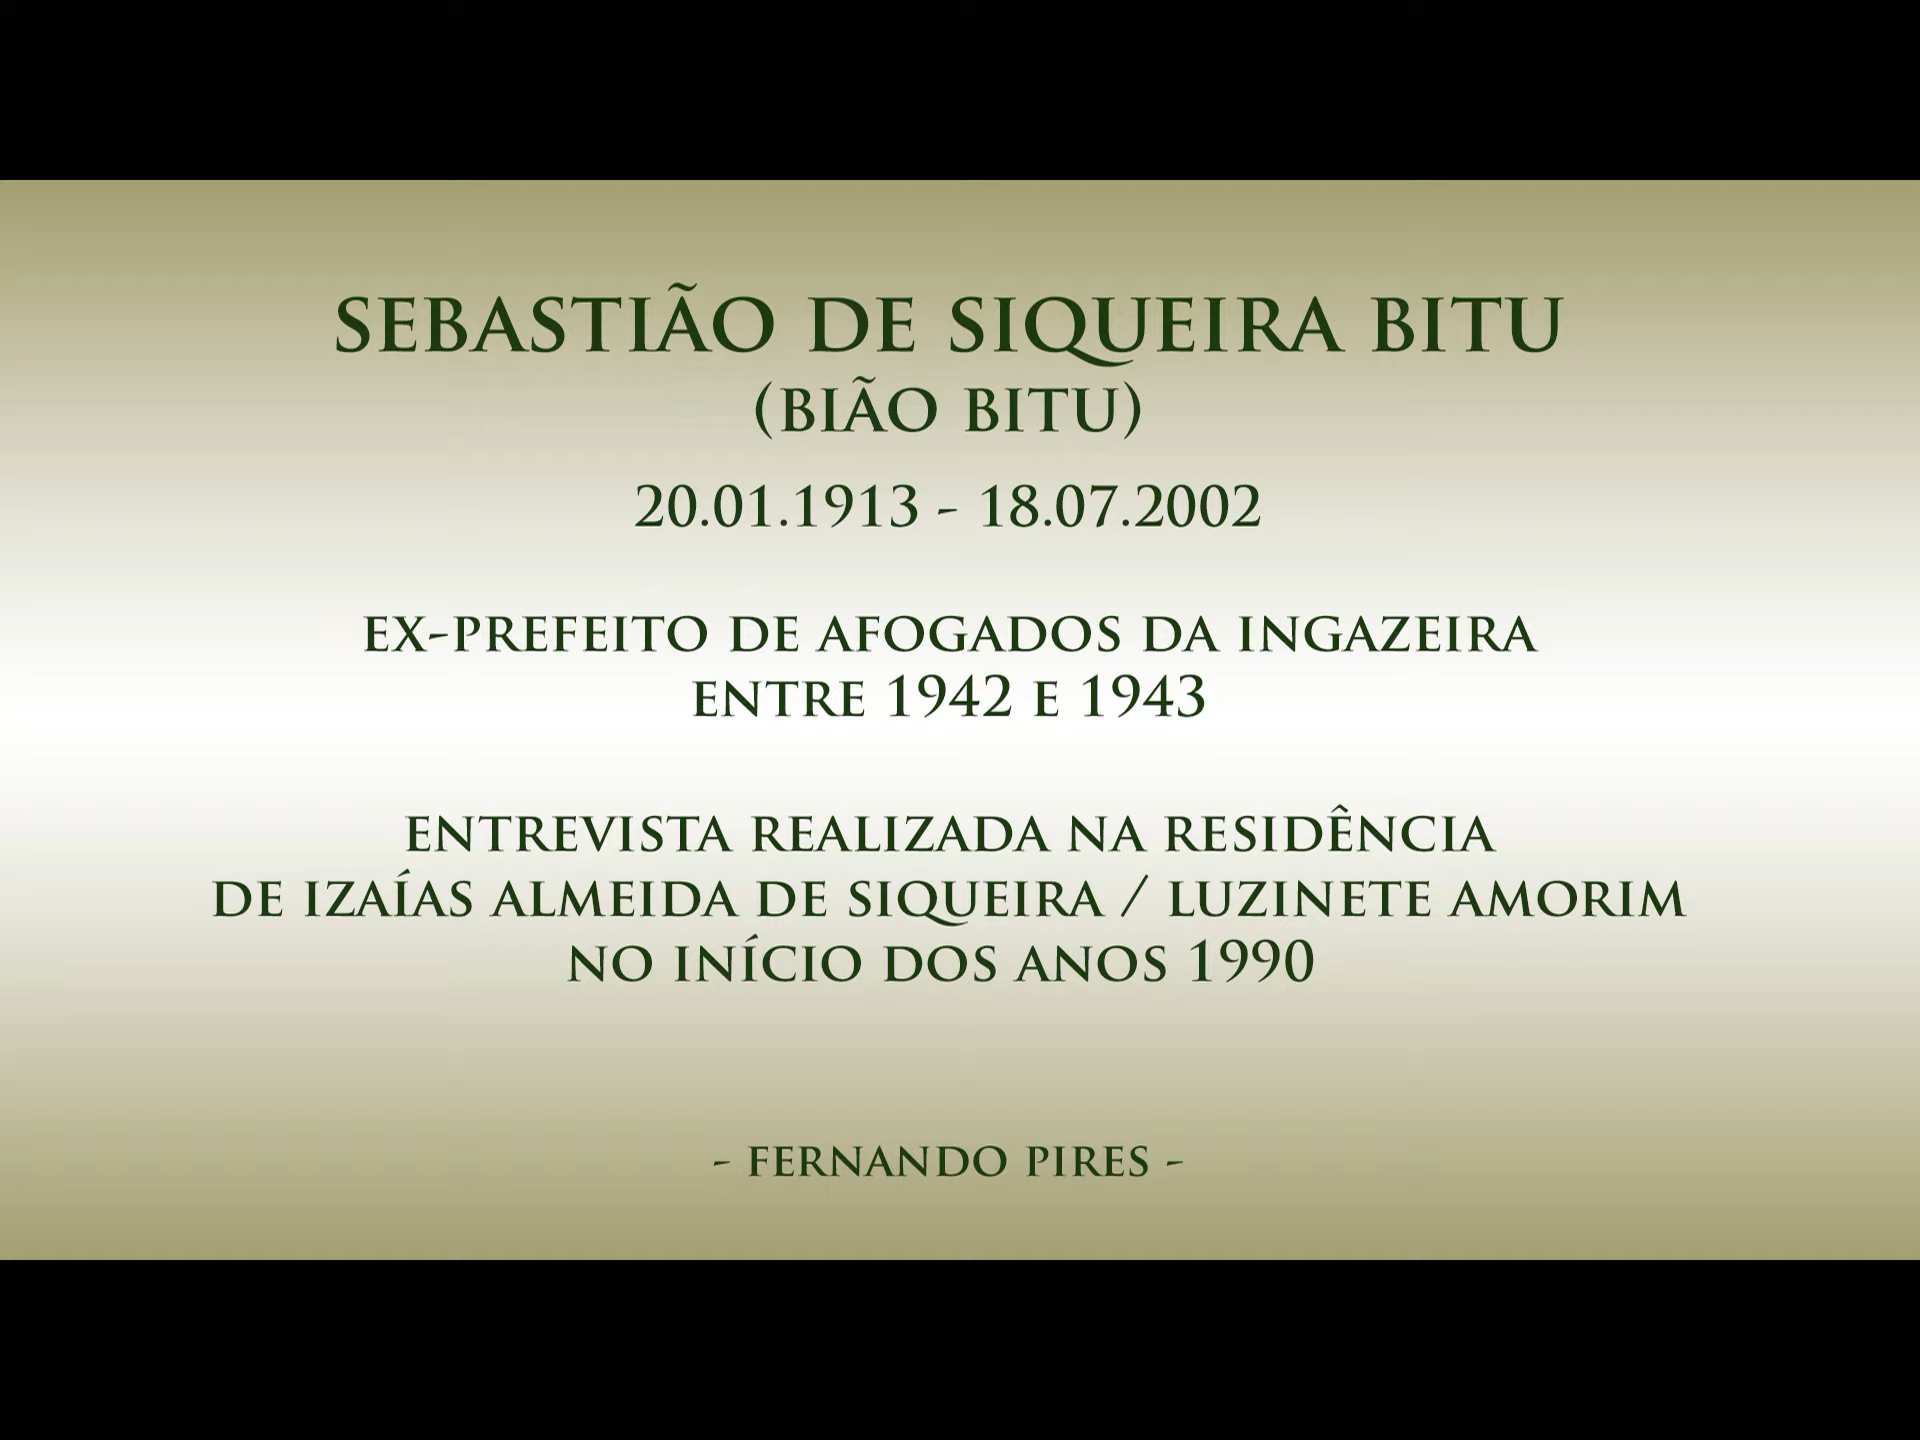 SEBASTIÃO DE SIQUEIRA BITU
(BIÃO BITU)
20.01.1913 - 18.07.2002
EX-PREFEITO DE AFOGADOS DA INGAZEIRA
ENTRE 1942 E 1943
ENTREVISTA REALIZADA NA RESIDÊNCIA
DE IZAÍAS ALMEIDA DE SIQUEIRA / LUZINETE AMORIM
NO INÍCIO DOS ANOS 1990
- FERNANDO PIRES -